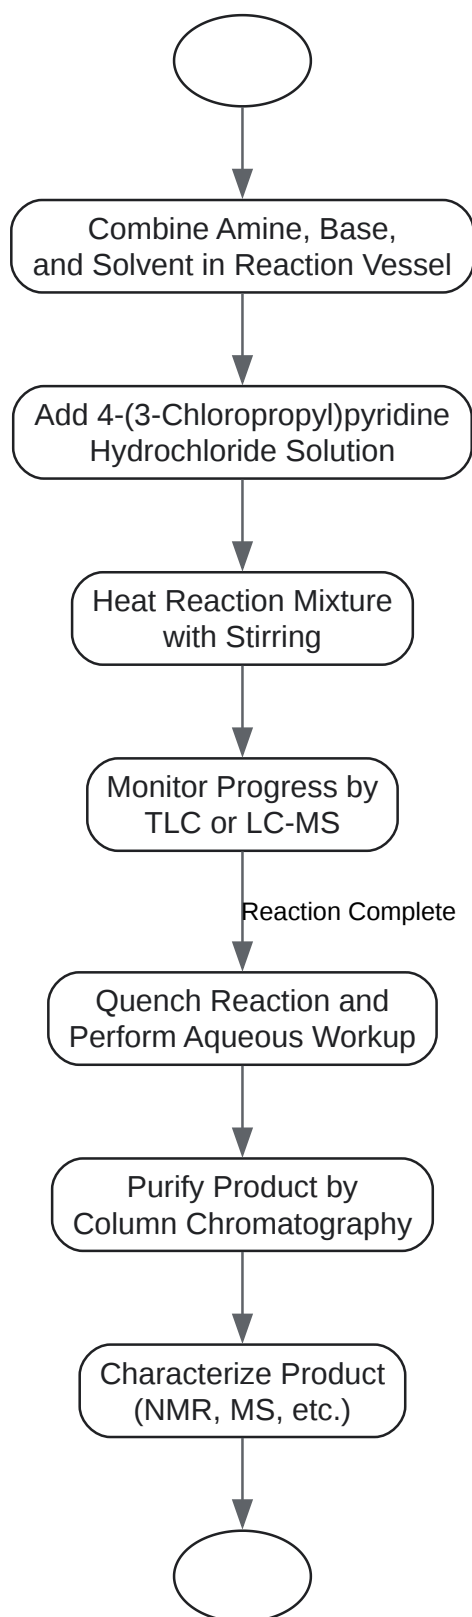 Combine Amine, Base,
and Solvent in Reaction Vessel
Add 4-(3-Chloropropyl)pyridine
Hydrochloride Solution
Heat Reaction Mixture
with Stirring
Monitor Progress by
TLC or LC-MS
Reaction Complete
Quench Reaction and
Perform Aqueous Workup
Purify Product by
Column Chromatography
Characterize Product
(NMR, MS, etc.)